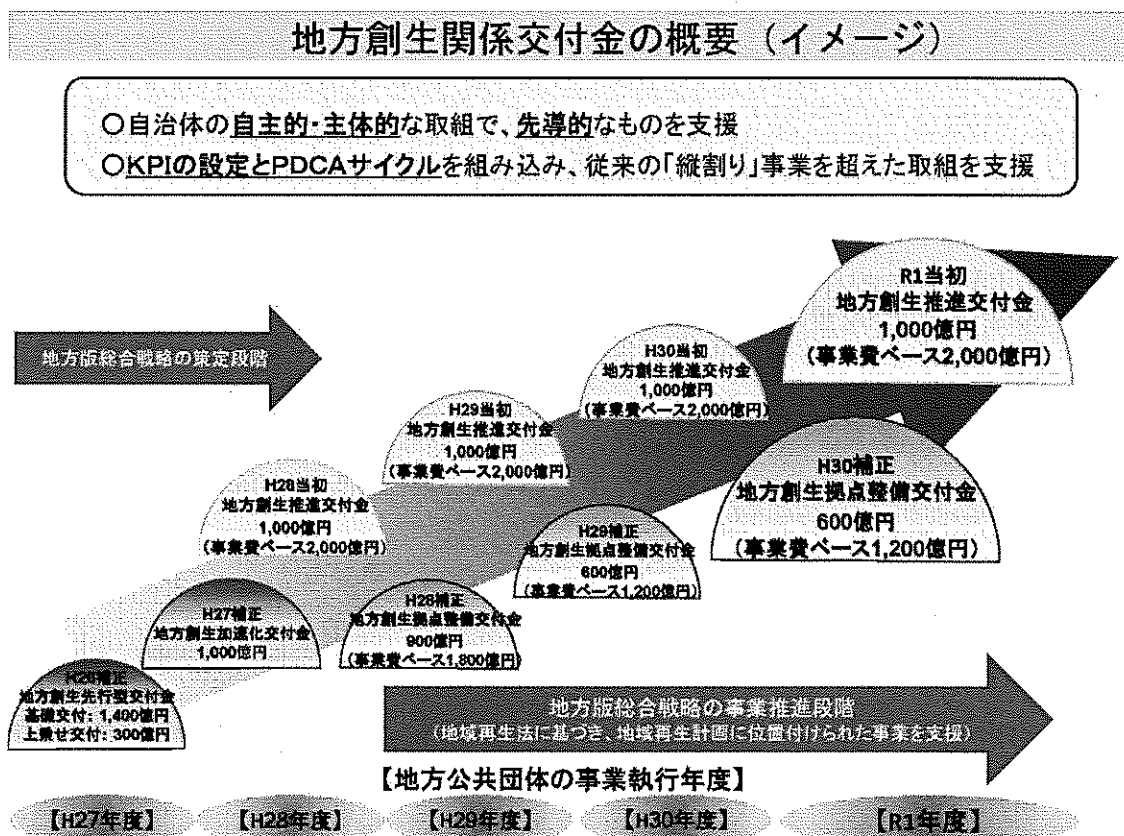 地方創生関係交付金の概要（イメージ）
○自治体の自主的・主体的な取組で、先導的なものを支援
○KPIの設定とPDCAサイクルを組み込み、従来の「縦割り」事業を超えた取組を支援
地方版総合戦略の策定段階
R1当初
地方創生推進交付金
1,000億円
（事業費ベース2,000億円）
H30当初
地方創生推進交付金
1,000億円
（事業費ベース2,000億円）
H29当初
地方創生推進交付金
1,000億円
（事業費ベース2,000億円）
H28当初
地方創生推進交付金
1,000億円
（事業費ベース2,000億円）
H30補正
地方創生拠点整備交付金
600億円
（事業費ベース1,200億円）
H29補正
地方創生拠点整備交付金
600億円
（事業費ベース1,200億円）
H28補正
地方創生拠点整備交付金
900億円
（事業費ベース1,800億円）
H27補正
地方創生加速化交付金
1,000億円
H26補正
地方創生先行型交付金
基礎交付：1,400億円
上乗せ交付：300億円
地方版総合戦略の事業推進段階
（地域再生法に基づき、地域再生計画に位置付けられた事業を支援）
【地方公共団体の事業執行年度】
【H27年度】 【H28年度】 【H29年度】 【H30年度】 【R1年度】